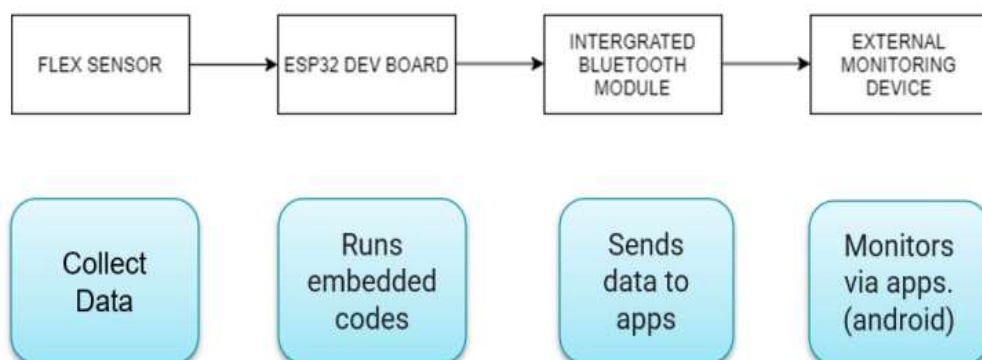 FLEX SENSOR
ESP32 DEV BOARD
INTERGRATED
BLUETOOTH
MODULE
EXTERNAL
MONITORING
DEVICE
Collect
Data
Runs
embedded
codes
Sends
data to
apps
Monitors
via apps.
(android)